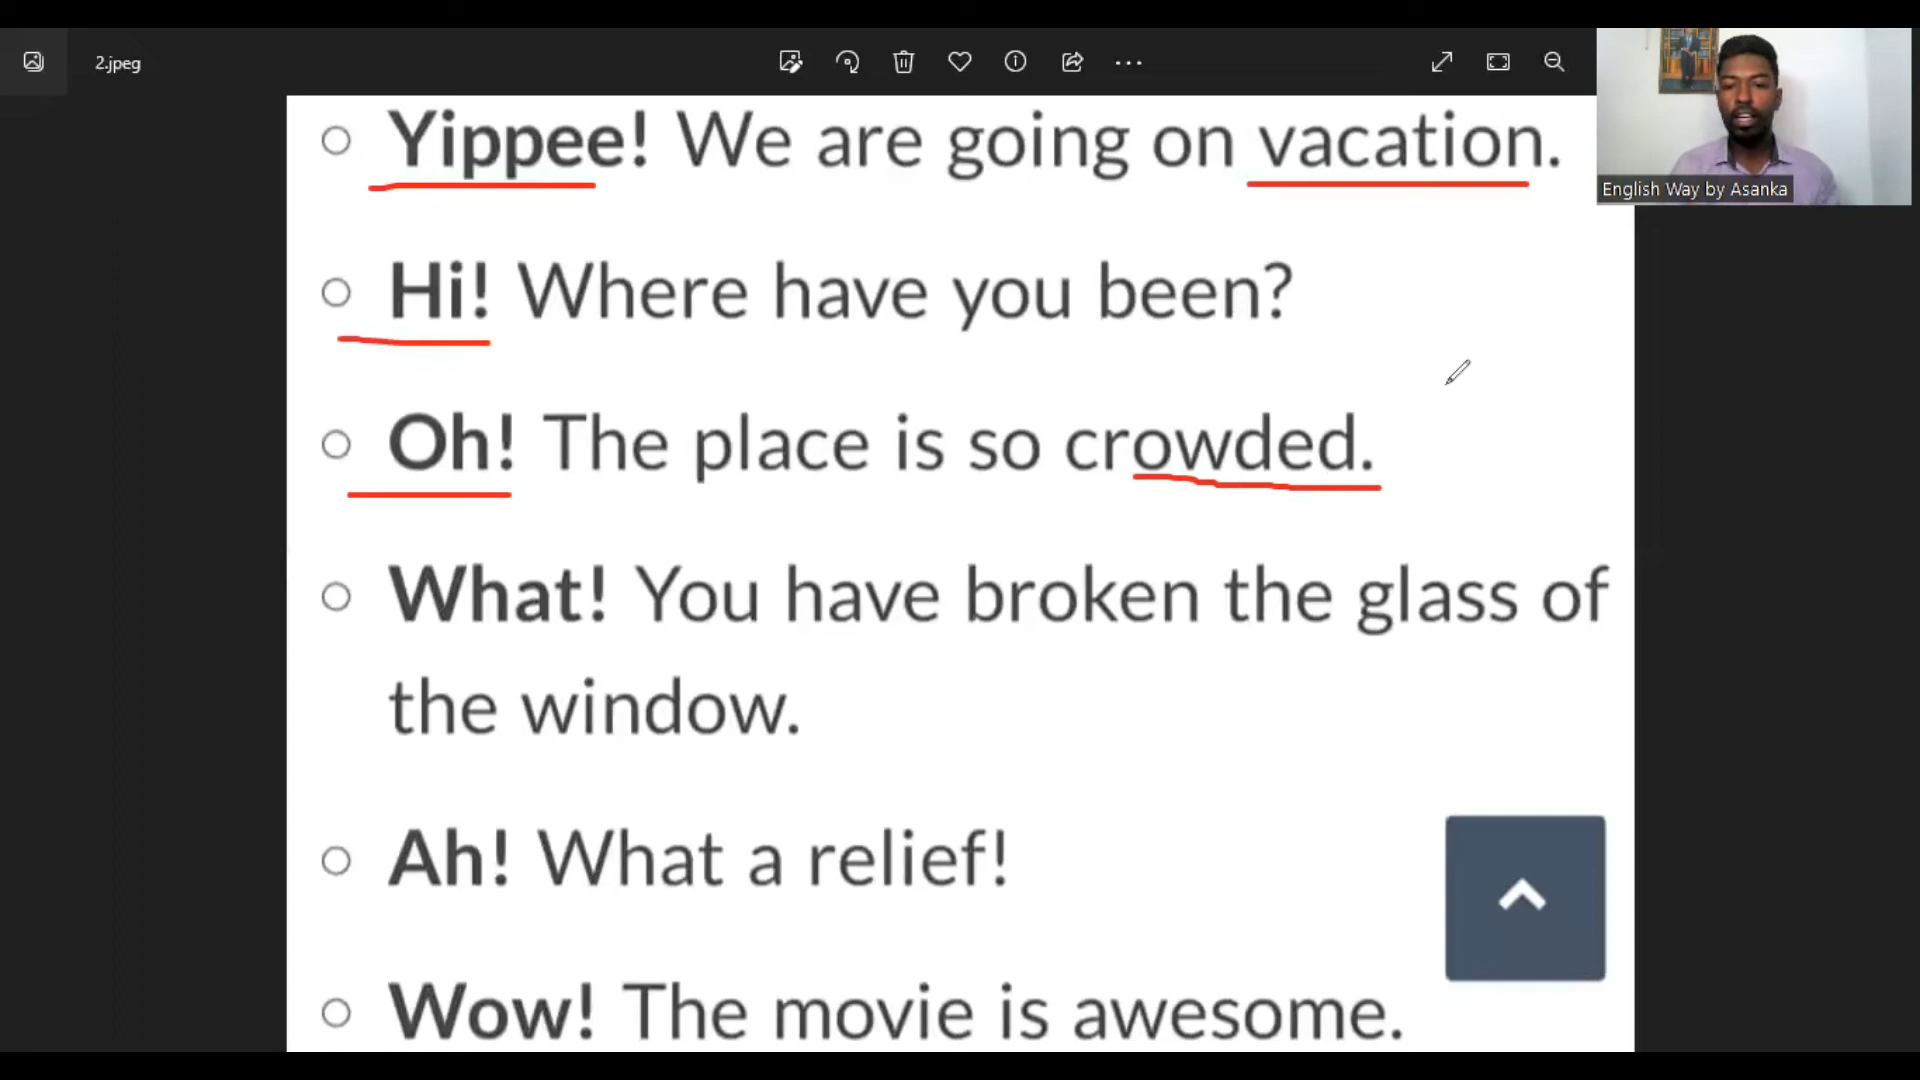 2.jpeg
Yippee! We are going on vacation.
English Way by Asanka
Hi! Where have you been?
Oh! The place is so crowded.
What! You have broken the glass of
the window.
Ah! What a relief!
Wow! The movie is awesome.